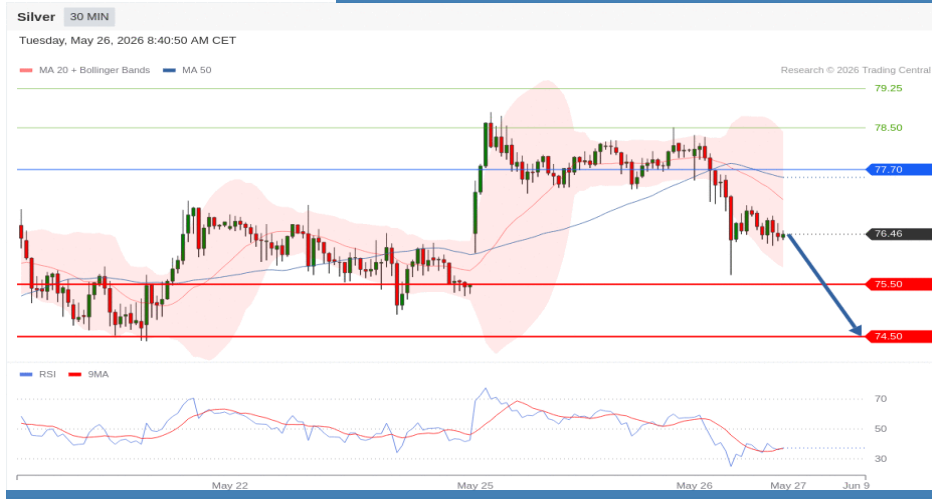 Silver 30 MIN
Tuesday, May 26, 2026 8:40:50 AM CET
MA 20 + Bollinger Bands MA 50 Research © 2026 Trading Central
79.25
78.50
77.70
76.46
75.50
74.50
RSI 9MA
70
50
30
May 22 May 25 May 26 May 27 Jun 9